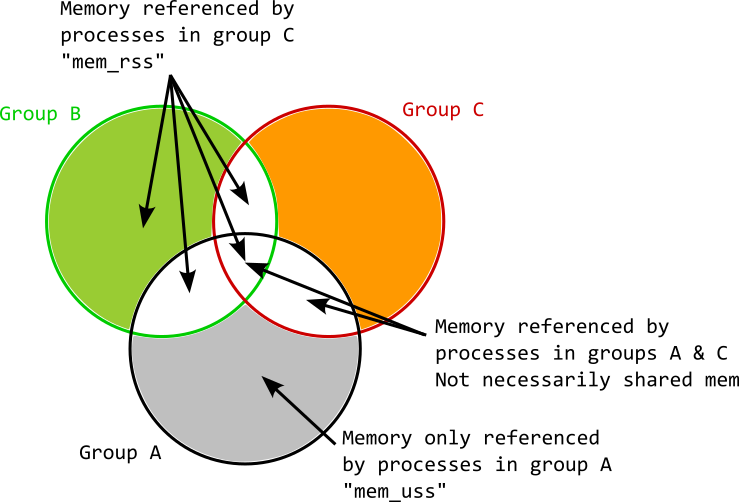 Memory referenced by
processes in group C
"mem_rss"
Group B
Group C
Memory referenced by
processes in groups A & C
Not necessarily shared mem
Group A
Memory only referenced
by processes in group A
"mem_uss"